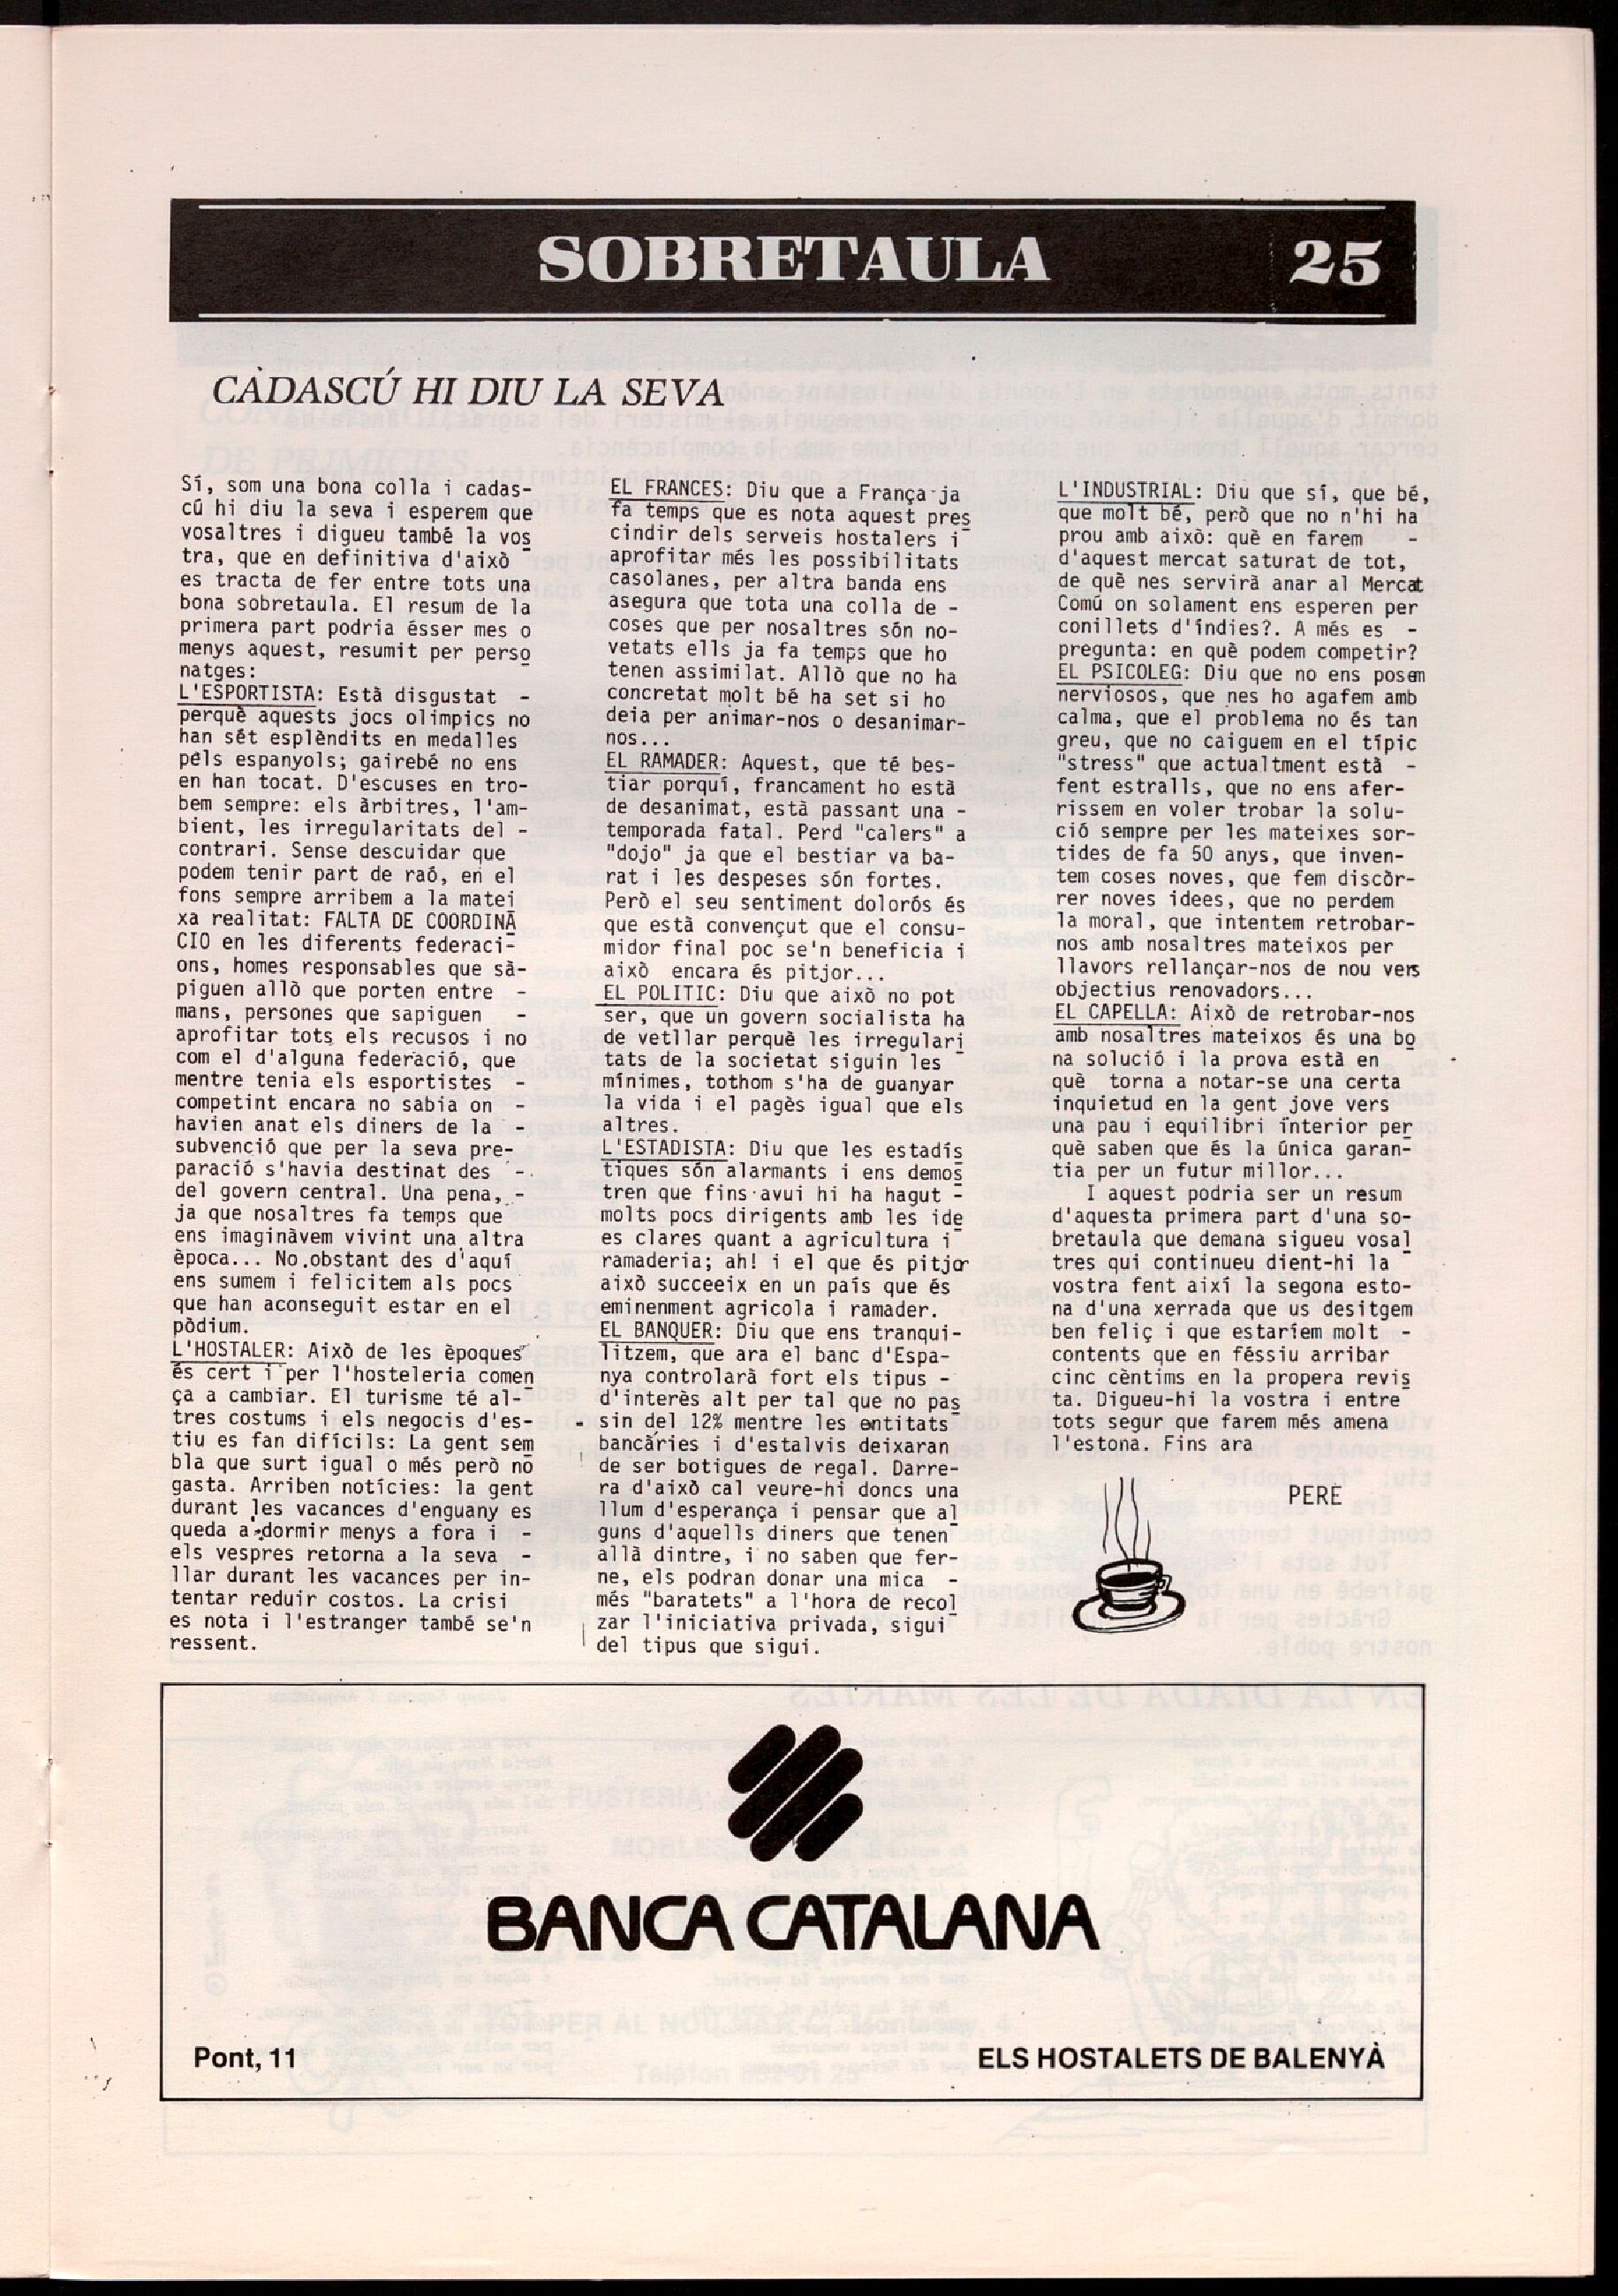 SOBRETAULA 25
CADASCÚ HI DIU LA SEVA
Sí, som una bona colla i cadas-
cú hi diu la seva i esperem que
vosaltres i digueu també la vos
tra, que en definitiva d'això
es tracta de fer entre tots una
bona sobretaula. El resum de la
primera part podria ésser mes o
menys aquest, resumit per perso
natges:
L'ESPORTISTA: Està disgustat -
perquè aquests jocs olimpics no
han sét esplèndits en medalles
pels espanyols; gairebé no ens
en han tocat. D'escuses en tro-
bem sempre: els àrbitres, l'am-
bient, les irregularitats del -
contrari. Sense descuidar que
podem tenir part de raó, en el
fons sempre arribem a la matei
xa realitat: FALTA DE COORDINA
CIO en les diferents federaci-
ons, homes responsables que sà-
piguen allò que porten entre -
mans, persones que sapiguen -
aprofitar tots els recusos i no
com el d'alguna federació, que
mentre tenia els esportistes -
competint encara no sabia on -
havien anat els diners de la -
subvenció que per la seva pre-
paració s'havia destinat des -
del govern central. Una pena, -
ja que nosaltres fa temps que
ens imaginàvem vivint una altra
època... No.obstant des d'aquí
ens sumem i felicitem als pocs
que han aconseguit estar en el
pòdium.
L'HOSTALER: Això de les èpoques
és cert i per l'hosteleria comen
ça a cambiar. El turisme té al-
tres costums i els negocis d'es-
tiu es fan dificils: La gent sem
bla que surt igual o més però no
gasta. Arriben notícies: la gent
durant les vacances d'enguany es
queda a dormir menys a fora i -
els vespres retorna a la seva -
llar durant les vacances per in-
tentar reduir costos. La crisi
es nota i l'estranger també se'n
ressent.
EL FRANCES: Diu que a França ja
fa temps que es nota aquest pres
cindir dels serveis hostalers i
aprofitar més les possibilitats
casolanes, per altra banda ens
asegura que tota una colla de -
coses que per nosaltres són no-
vetats ells ja fa temps que ho
tenen assimilat. Allò que no ha
concretat molt bé ha set si ho
deia per animar-nos o desanimar-
nos...
EL RAMADER: Aquest, que té bes-
tiar porquí, francament ho està
de desanimat, està passant una -
temporada fatal. Perd "calers" a
"dojo" ja que el bestiar va ba-
rat i les despeses són fortes.
Però el seu sentiment dolorós és
que està convençut que el consu-
midor final poc se'n beneficia i
això encara és pitjor...
EL POLITIC: Diu que això no pot
ser, que un govern socialista ha
de vetllar perquè les irregulari
tats de la societat siguin les
mínimes, tothom s'ha de guanyar
la vida i el pagès igual que els
altres.
L'ESTADISTA: Diu que les estadís
tiques són alarmants i ens demos
tren que fins avui hi ha hagut -
molts pocs dirigents amb les ide
es clares quant a agricultura i
ramaderia; ah! i el que és pitjor
això succeeix en un país que és
eminenment agricola i ramader.
EL BANQUER: Diu que ens tranqui-
litzem, que ara el banc d'Espa-
nya controlarà fort els tipus -
d'interès alt per tal que no pas
sin del 12% mentre les entitats
bancàries i d'estalvis deixaran
de ser botigues de regal. Darre-
ra d'això cal veure-hi doncs una
llum d'esperança i pensar que al
guns d'aquells diners que tenen
allà dintre, i no saben que fer-
ne, els podran donar una mica -
més "baratets" a l'hora de recol
zar l'iniciativa privada, sigui
del tipus que sigui.
L'INDUSTRIAL: Diu que sí, que bé,
que molt bé, però que no n'hi ha
prou amb això: què en farem -
d'aquest mercat saturat de tot,
de què nes servirà anar al Mercat
Comú on solament ens esperen per
conillets d'índies?. A més es -
pregunta: en què podem competir?
EL PSICOLEG: Diu que no ens posem
nerviosos, que nes ho agafem amb
calma, que el problema no és tan
greu, que no caiguem en el típic
"stress" que actualtment està -
fent estralls, que no ens afer-
rissem en voler trobar la solu-
ció sempre per les mateixes sor-
tides de fa 50 anys, que inven-
tem coses noves, que fem discòr-
rer noves idees, que no perdem
la moral, que intentem retrobar-
nos amb nosaltres mateixos per
llavors rellançar-nos de nou vers
objectius renovadors...
EL CAPELLA: Això de retrobar-nos
amb nosaltres mateixos és una bo
na solució i la prova està en
què torna a notar-se una certa
inquietud en la gent jove vers
una pau i equilibri interior per
què saben que és la única garan-
tia per un futur millor...
I aquest podria ser un resum
d'aquesta primera part d'una so-
bretaula que demana sigueu vosal
tres qui continueu dient-hi la
vostra fent així la segona esto-
na d'una xerrada que us desitgem
ben feliç i que estaríem molt -
contents que en féssiu arribar
cinc cèntims en la propera revis
ta. Digueu-hi la vostra i entre
tots segur que farem més amena
l'estona. Fins ara
PERE
BANCA CATALANA
Pont, 11 ELS HOSTALETS DE BALENYÀ